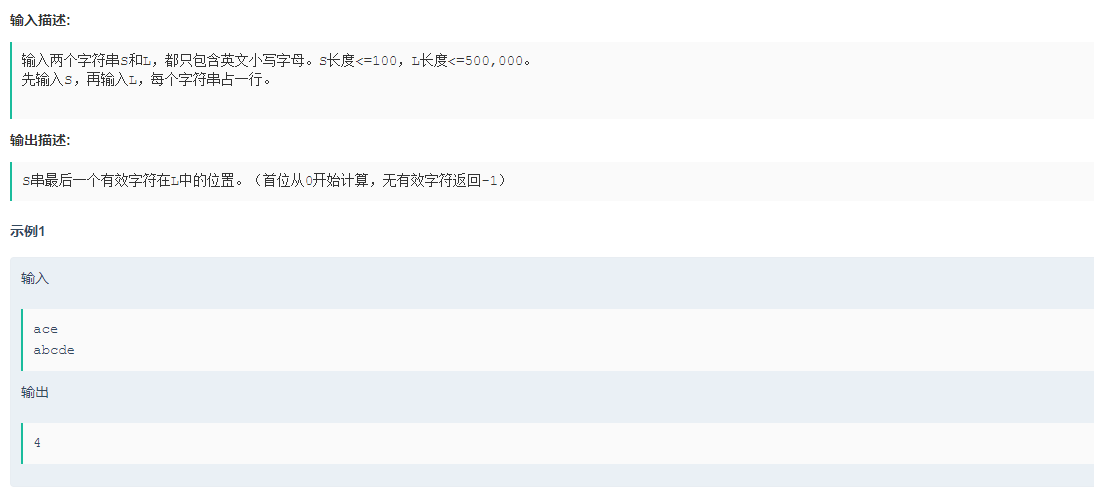 输入描述:
输入两个字符串S和L，都只包含英文小写字母。S长度<=100，L长度<=500,000。
先输入S，再输入L，每个字符串占一行。
输出描述:
S串最后一个有效字符在L中的位置。（首位从0开始计算，无有效字符返回-1）
示例1
输入
ace
abcde
输出
4